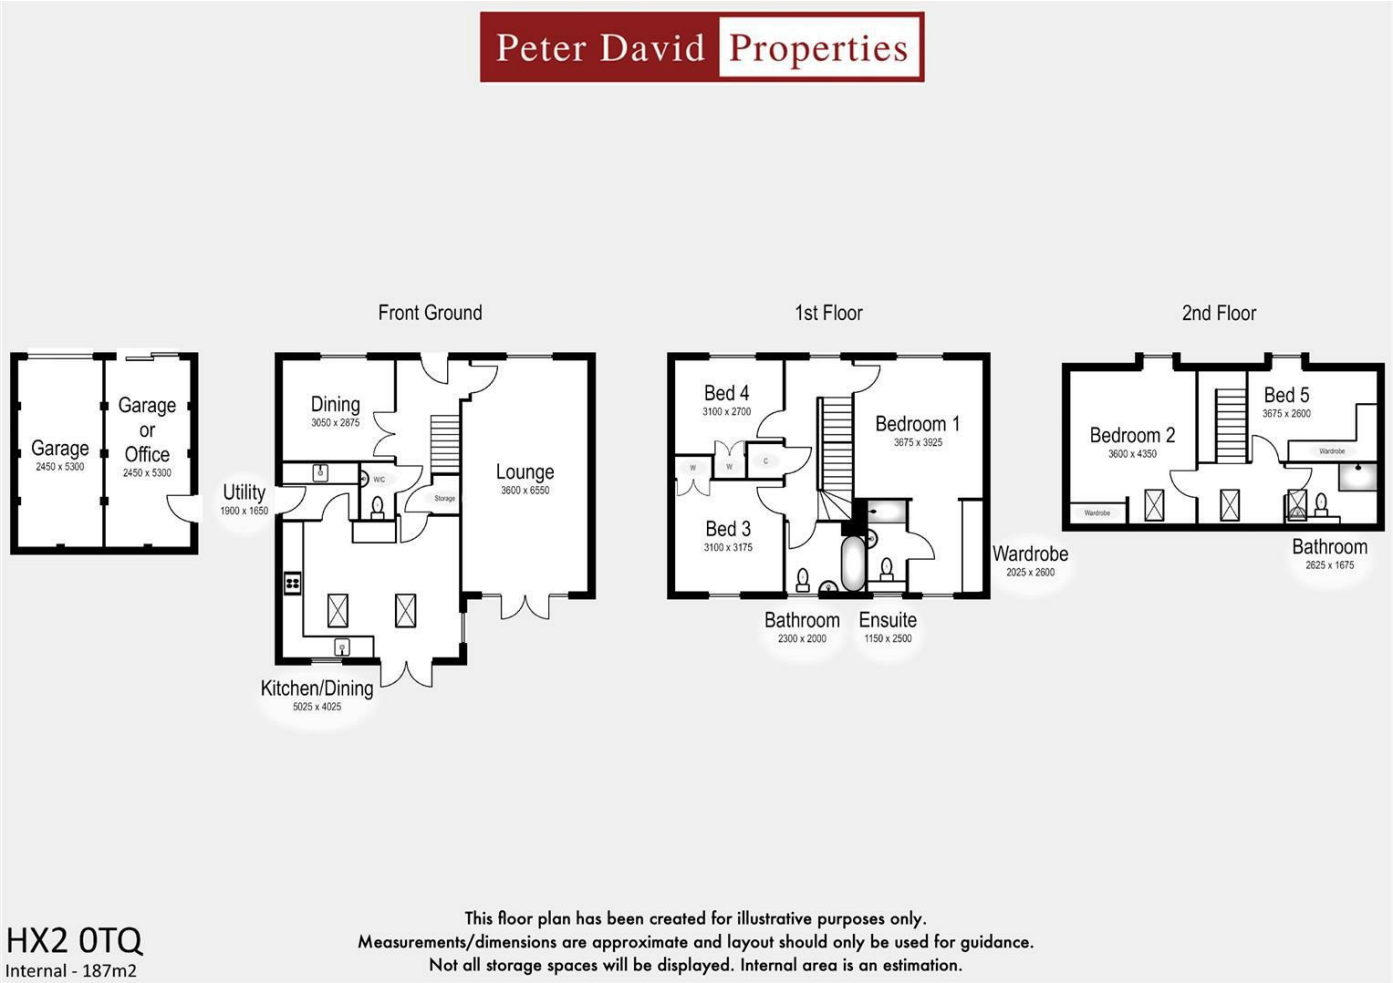 Peter David Properties
Front Ground
1st Floor
2nd Floor
Garage
2450 x 5300
Garage
or
Office
2450 x 5300
Dining
3050 x 2875
Utility
1900 x 1650
WC
Storage
Lounge
3600 x 6550
Kitchen/Dining
5025 x 4025
Bed 4
3100 x 2700
W
W
C
Bed 3
3100 x 3175
Bedroom 1
3675 x 3925
Wardrobe
2025 x 2600
Bathroom
2300 x 2000
Ensuite
1150 x 2500
Bedroom 2
3600 x 4350
Wardrobe
Bed 5
3675 x 2600
Wardrobe
Bathroom
2625 x 1675
HX2 0TQ
Internal - 187m2
This floor plan has been created for illustrative purposes only.
Measurements/dimensions are approximate and layout should only be used for guidance.
Not all storage spaces will be displayed. Internal area is an estimation.